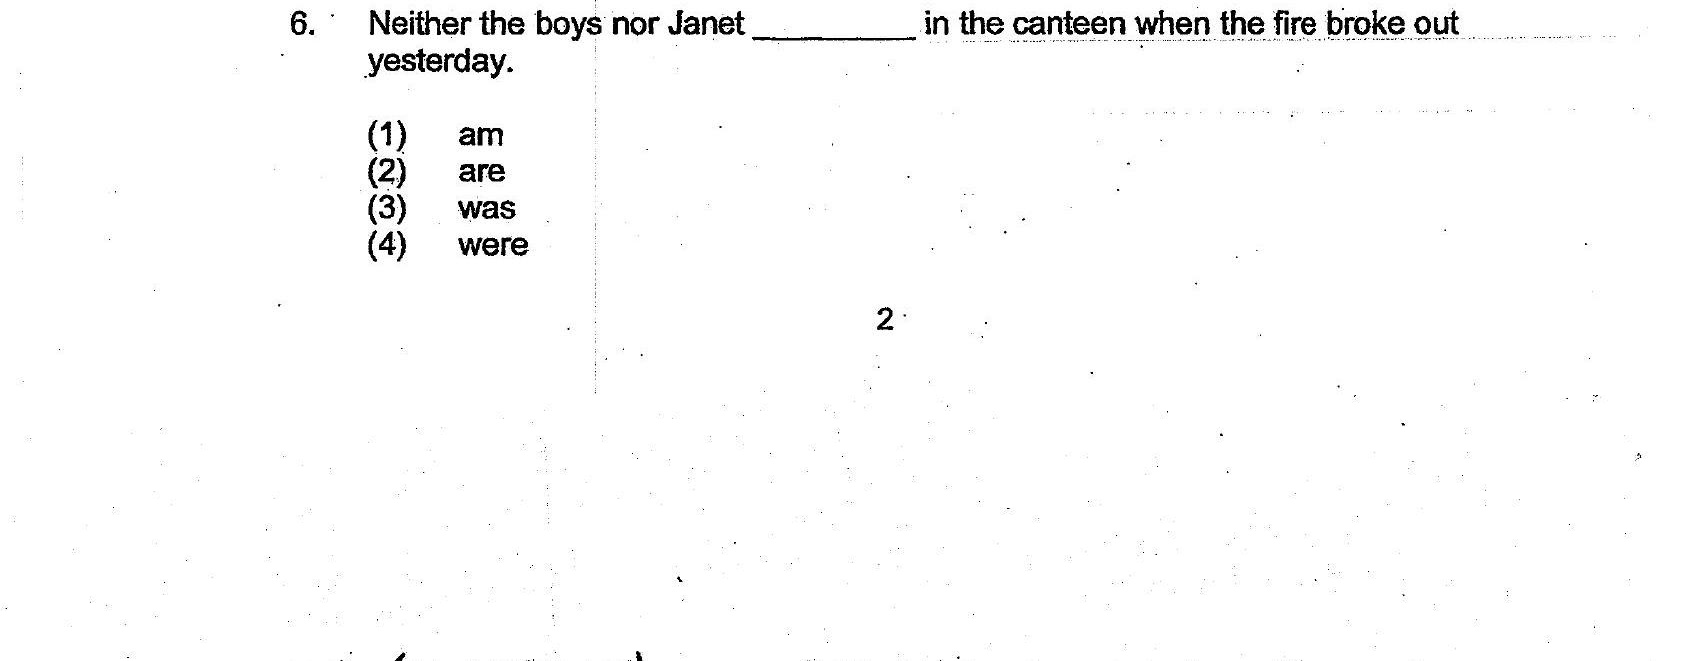 6. Neither the boys nor Janet __________ in the canteen when the fire broke out
yesterday.
(1) am
(2) are
(3) was
(4) were
2